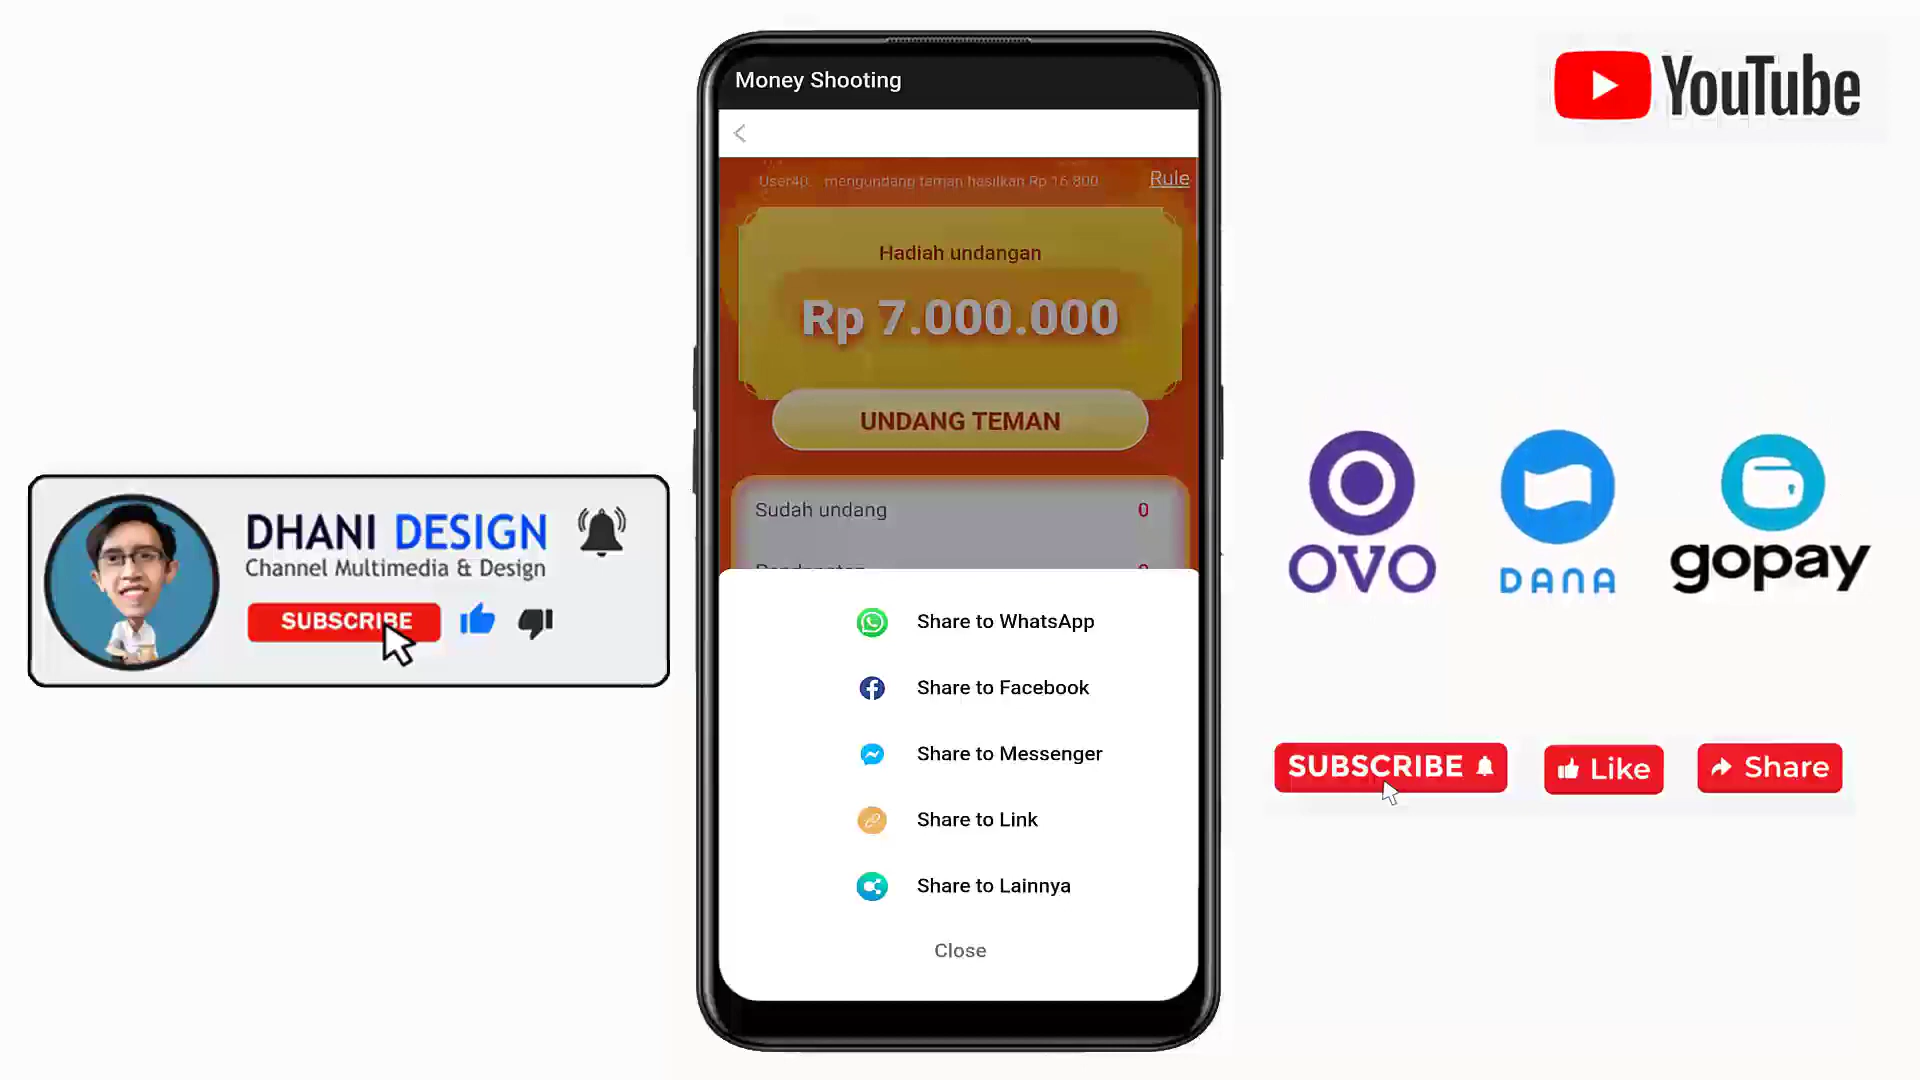 Money Shooting
YouTube
User40... mengundang teman hasilkan Rp 16.800
Rule
Hadiah undangan
Rp 7.000.000
UNDANG TEMAN
Sudah undang 0
DHANI DESIGN
Channel Multimedia & Design
SUBSCRIBE
OVO
DANA
gopay
Share to WhatsApp
Share to Facebook
Share to Messenger
Share to Link
Share to Lainnya
Close
SUBSCRIBE
Like
Share